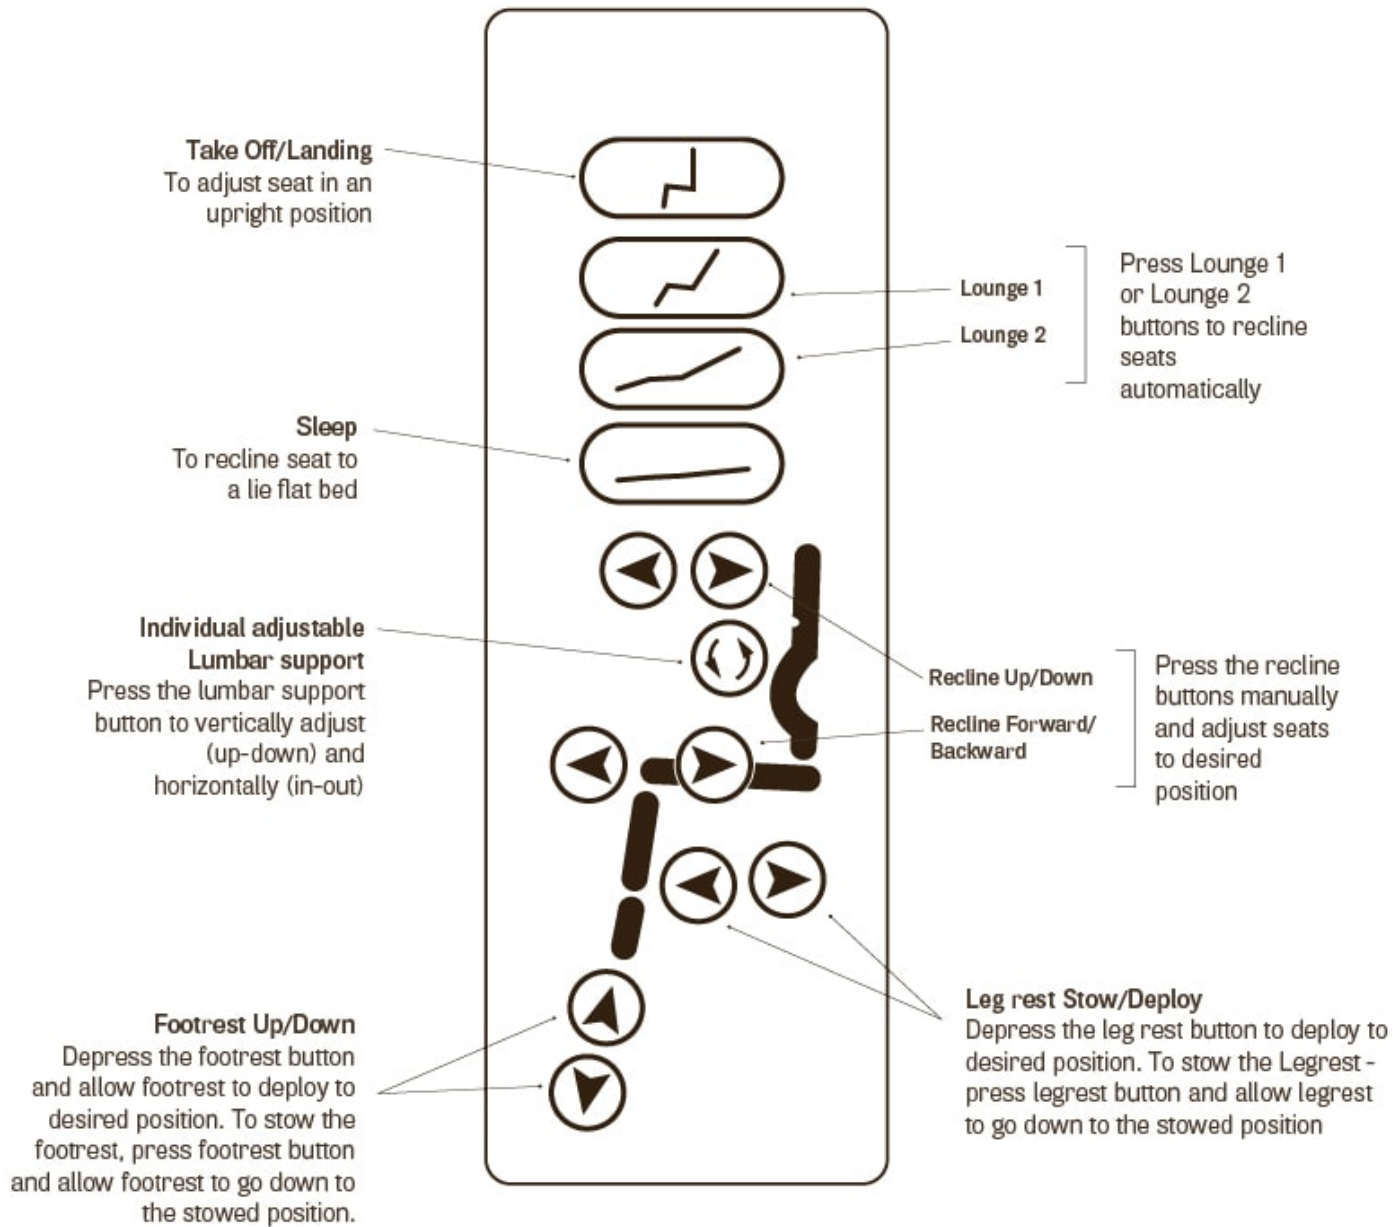 Take Off/Landing
To adjust seat in an
upright position
Lounge 1
Lounge 2
Press Lounge 1
or Lounge 2
buttons to recline
seats
automatically
Sleep
To recline seat to
a lie flat bed
Individual adjustable
Lumbar support
Press the lumbar support
button to vertically adjust
(up-down) and
horizontally (in-out)
Recline Up/Down
Recline Forward/
Backward
Press the recline
buttons manually
and adjust seats
to desired
position
Footrest Up/Down
Depress the footrest button
and allow footrest to deploy to
desired position. To stow the
footrest, press footrest button
and allow footrest to go down to
the stowed position.
Leg rest Stow/Deploy
Depress the leg rest button to deploy to
desired position. To stow the Legrest -
press legrest button and allow legrest
to go down to the stowed position